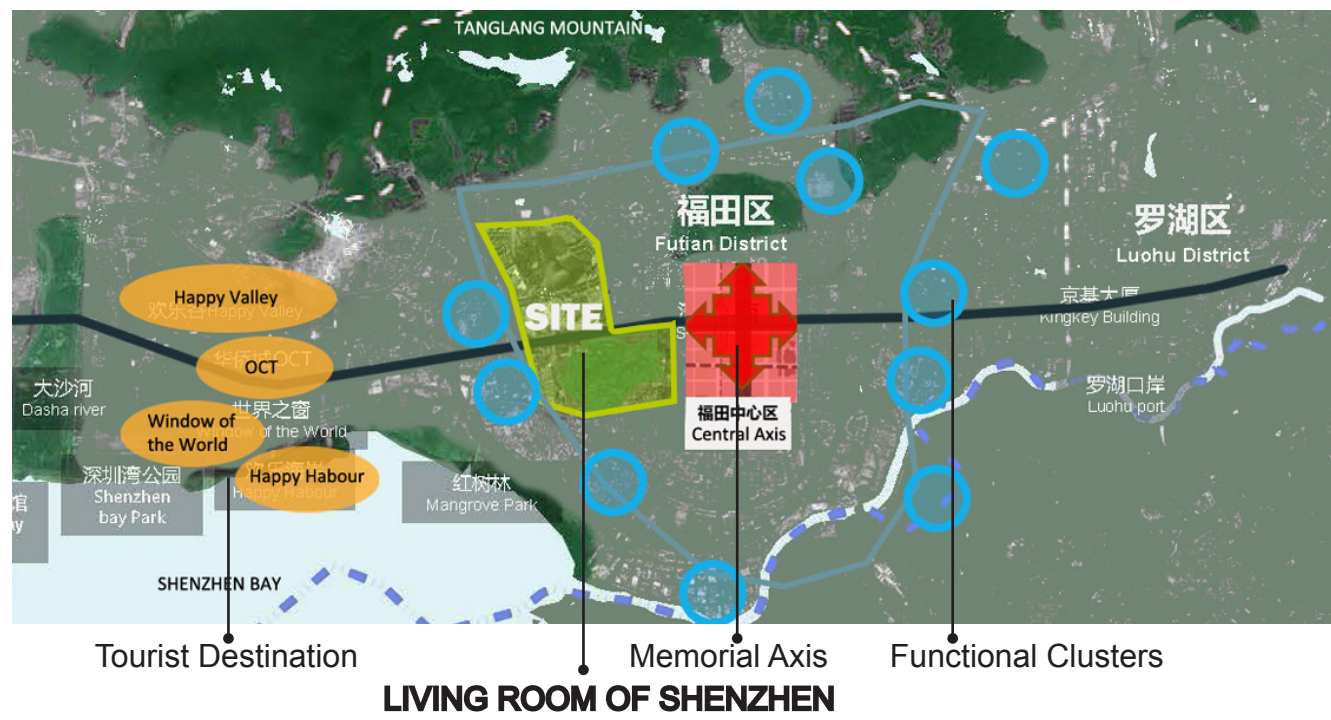 TANGLANG MOUNTAIN
福田区
Futian District
罗湖区
Luohu District
Happy Valley
欢乐谷Happy Valley
SITE
京基大厦
Kingkey Building
华侨城OCT
OCT
大沙河
Dasha river
世界之窗
Window of the World
Window of
the World
福田中心区
Central Axis
罗湖口岸
Luohu port
Happy Habour
Happy Habour
深圳湾公园
Shenzhen
bay Park
红树林
Mangrove Park
馆
SHENZHEN BAY
Tourist Destination
Memorial Axis
Functional Clusters
LIVING ROOM OF SHENZHEN